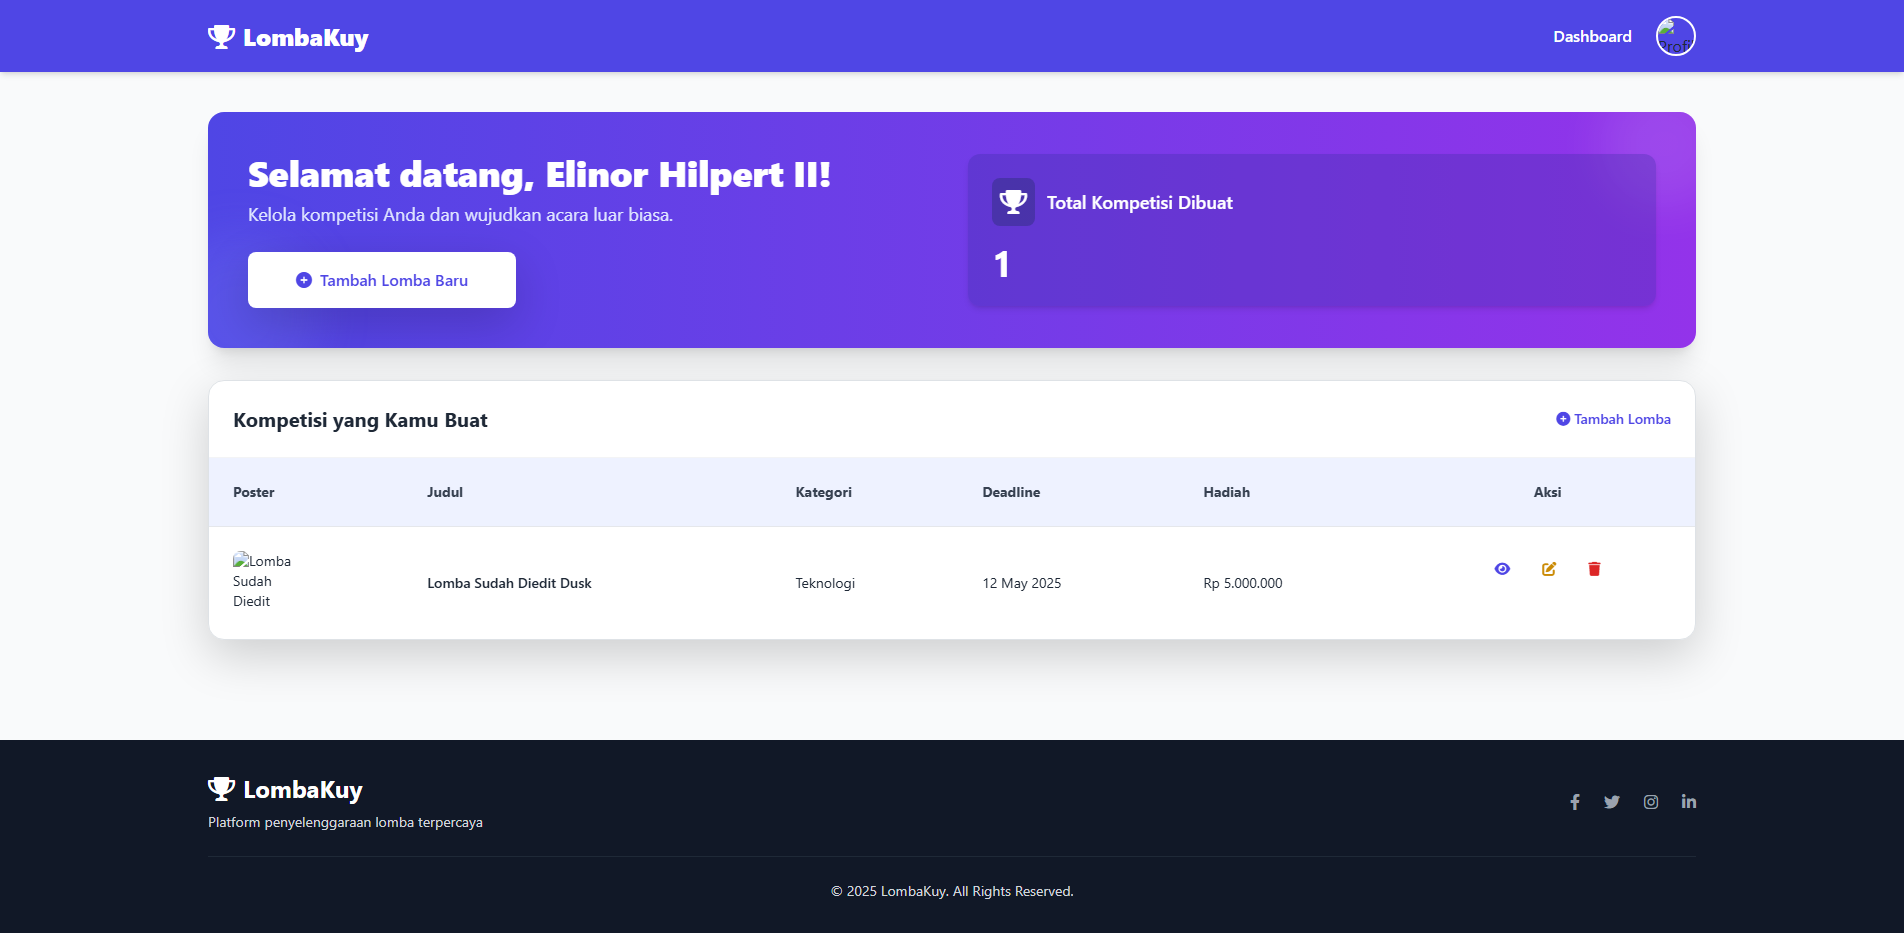 LombaKuy
Dashboard
Profi
Selamat datang, Elinor Hilpert II!
Kelola kompetisi Anda dan wujudkan acara luar biasa.
Tambah Lomba Baru
Total Kompetisi Dibuat
1
Kompetisi yang Kamu Buat
Tambah Lomba
Poster Judul Kategori Deadline Hadiah Aksi
Lomba
Sudah
Diedit
Lomba Sudah Diedit Dusk Teknologi 12 May 2025 Rp 5.000.000
LombaKuy
Platform penyelenggaraan lomba terpercaya
© 2025 LombaKuy. All Rights Reserved.